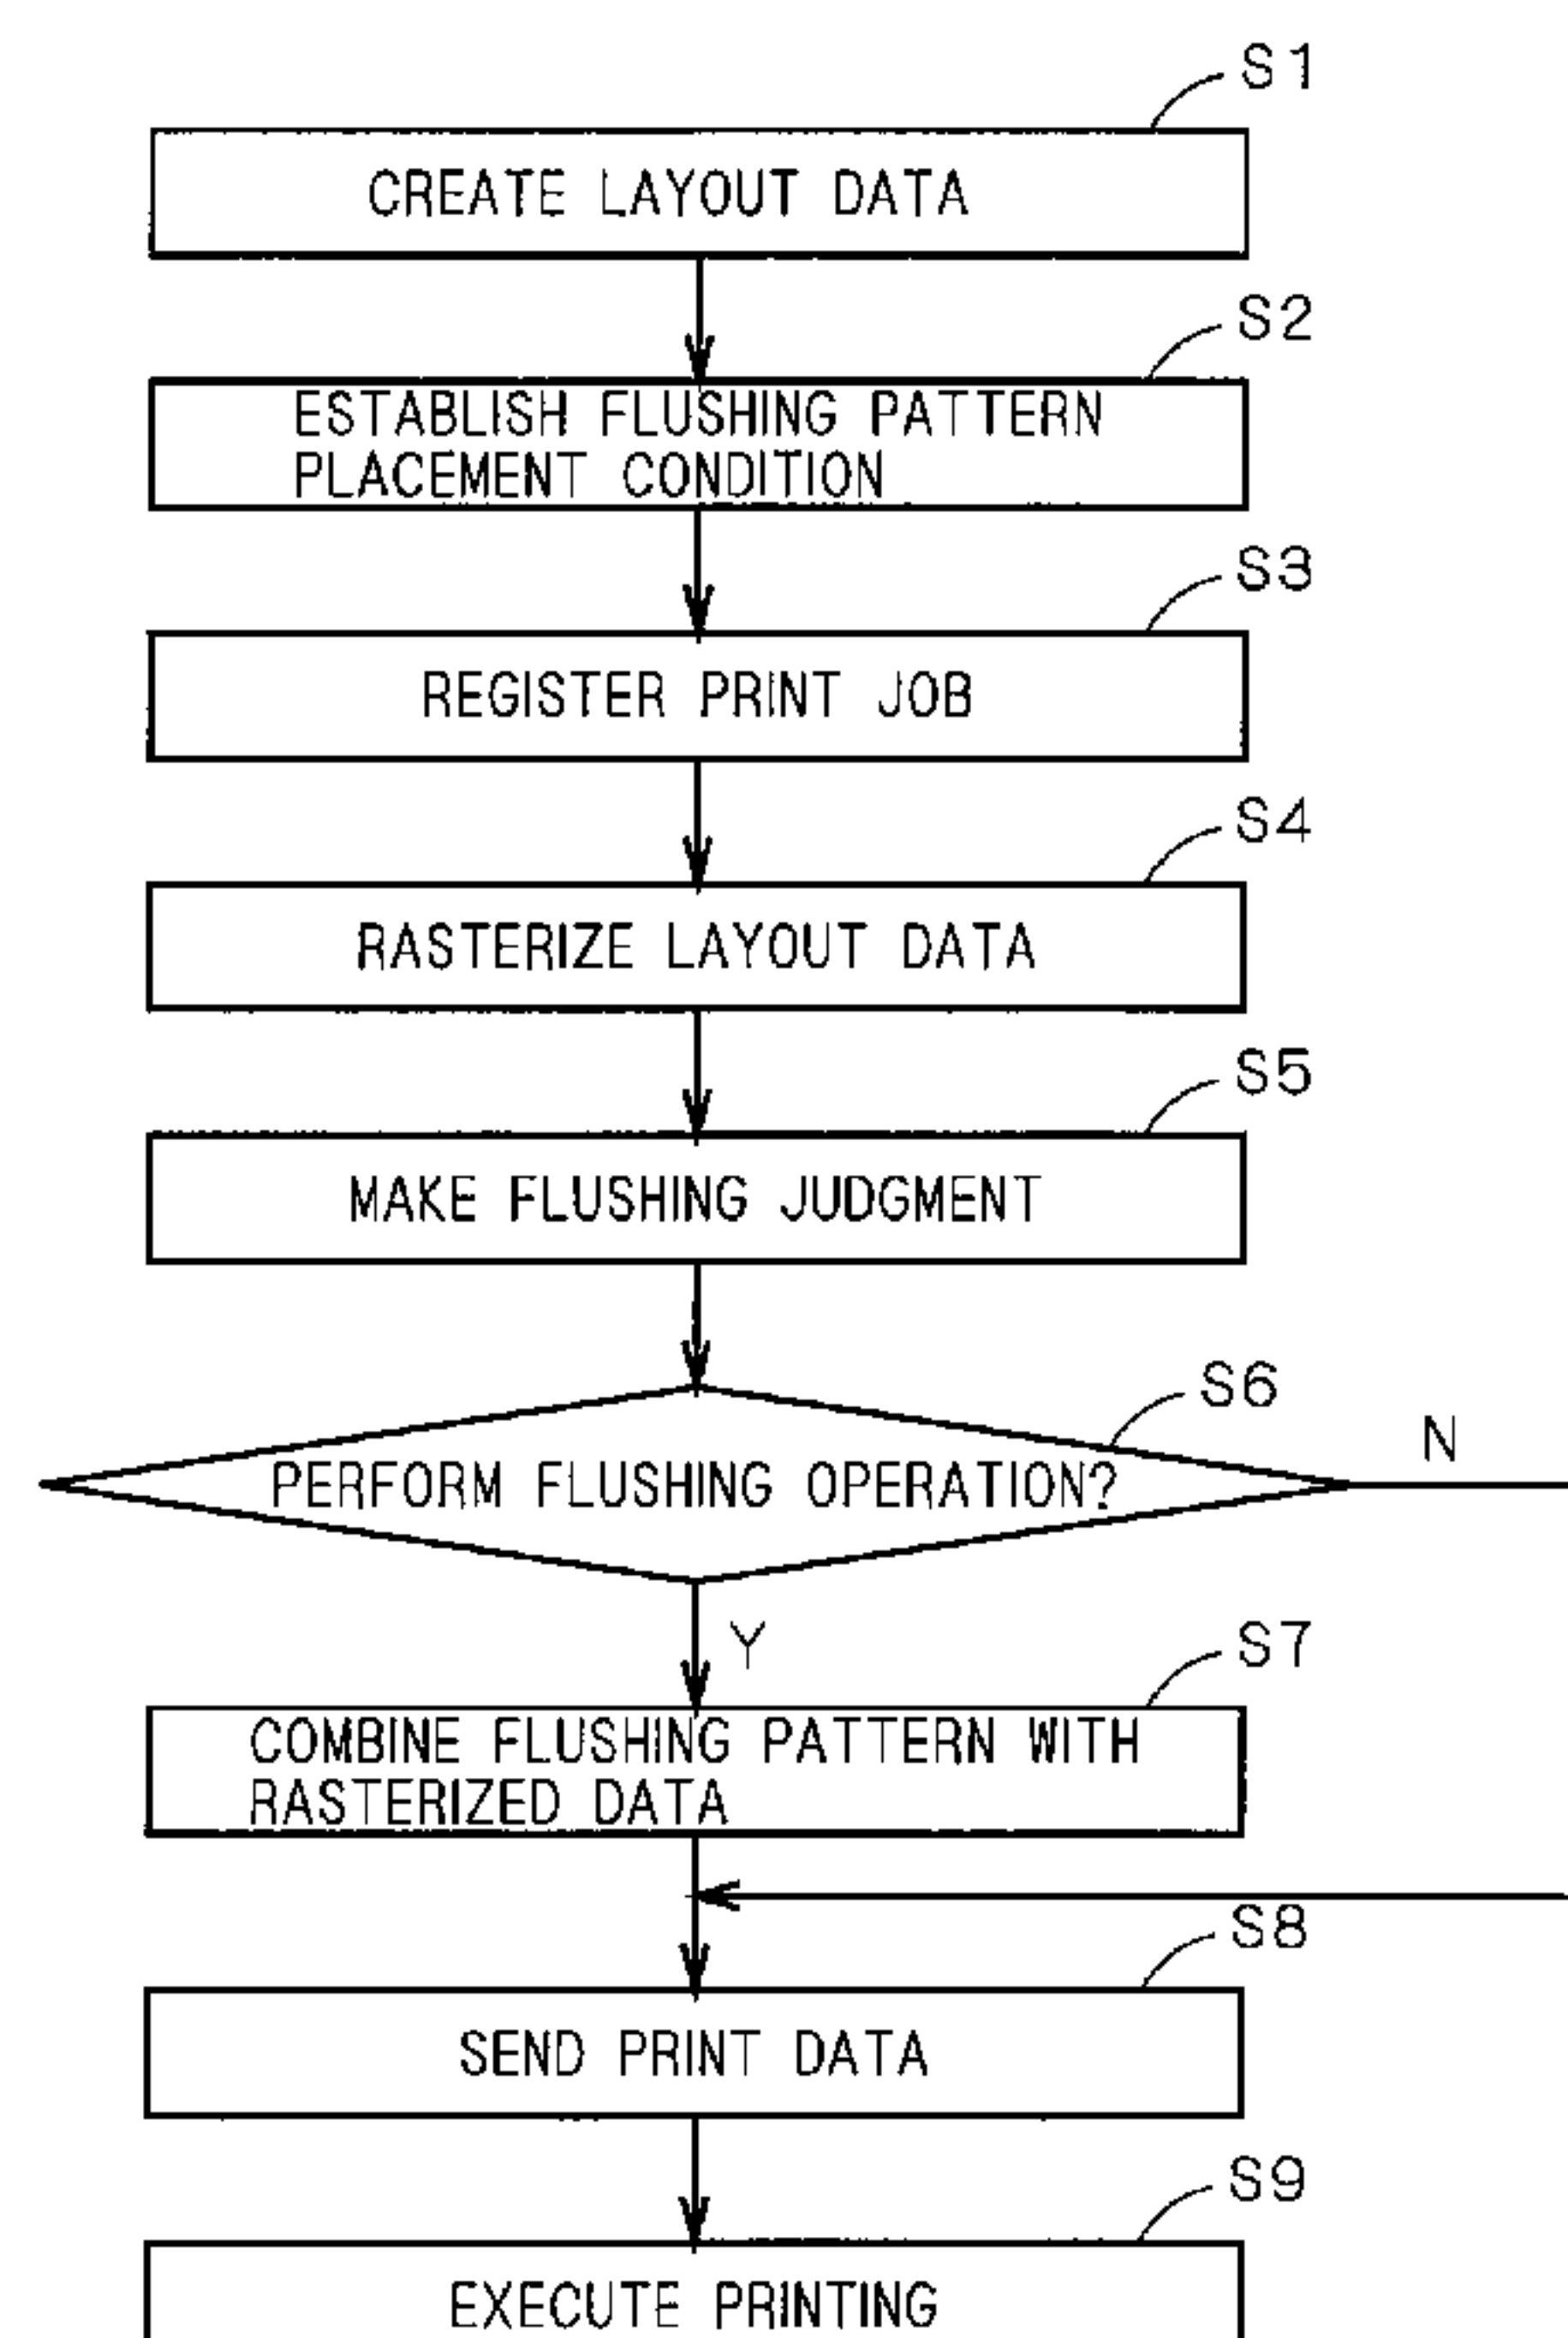 S1
CREATE LAYOUT DATA
S2
ESTABLISH FLUSHING PATTERN
PLACEMENT CONDITION
S3
REGISTER PRINT JOB
S4
RASTERIZE LAYOUT DATA
S5
MAKE FLUSHING JUDGMENT
S6
N
PERFORM FLUSHING OPERATION?
Y
S7
COMBINE FLUSHING PATTERN WITH
RASTERIZED DATA
S8
SEND PRINT DATA
S9
EXECUTE PRINTING